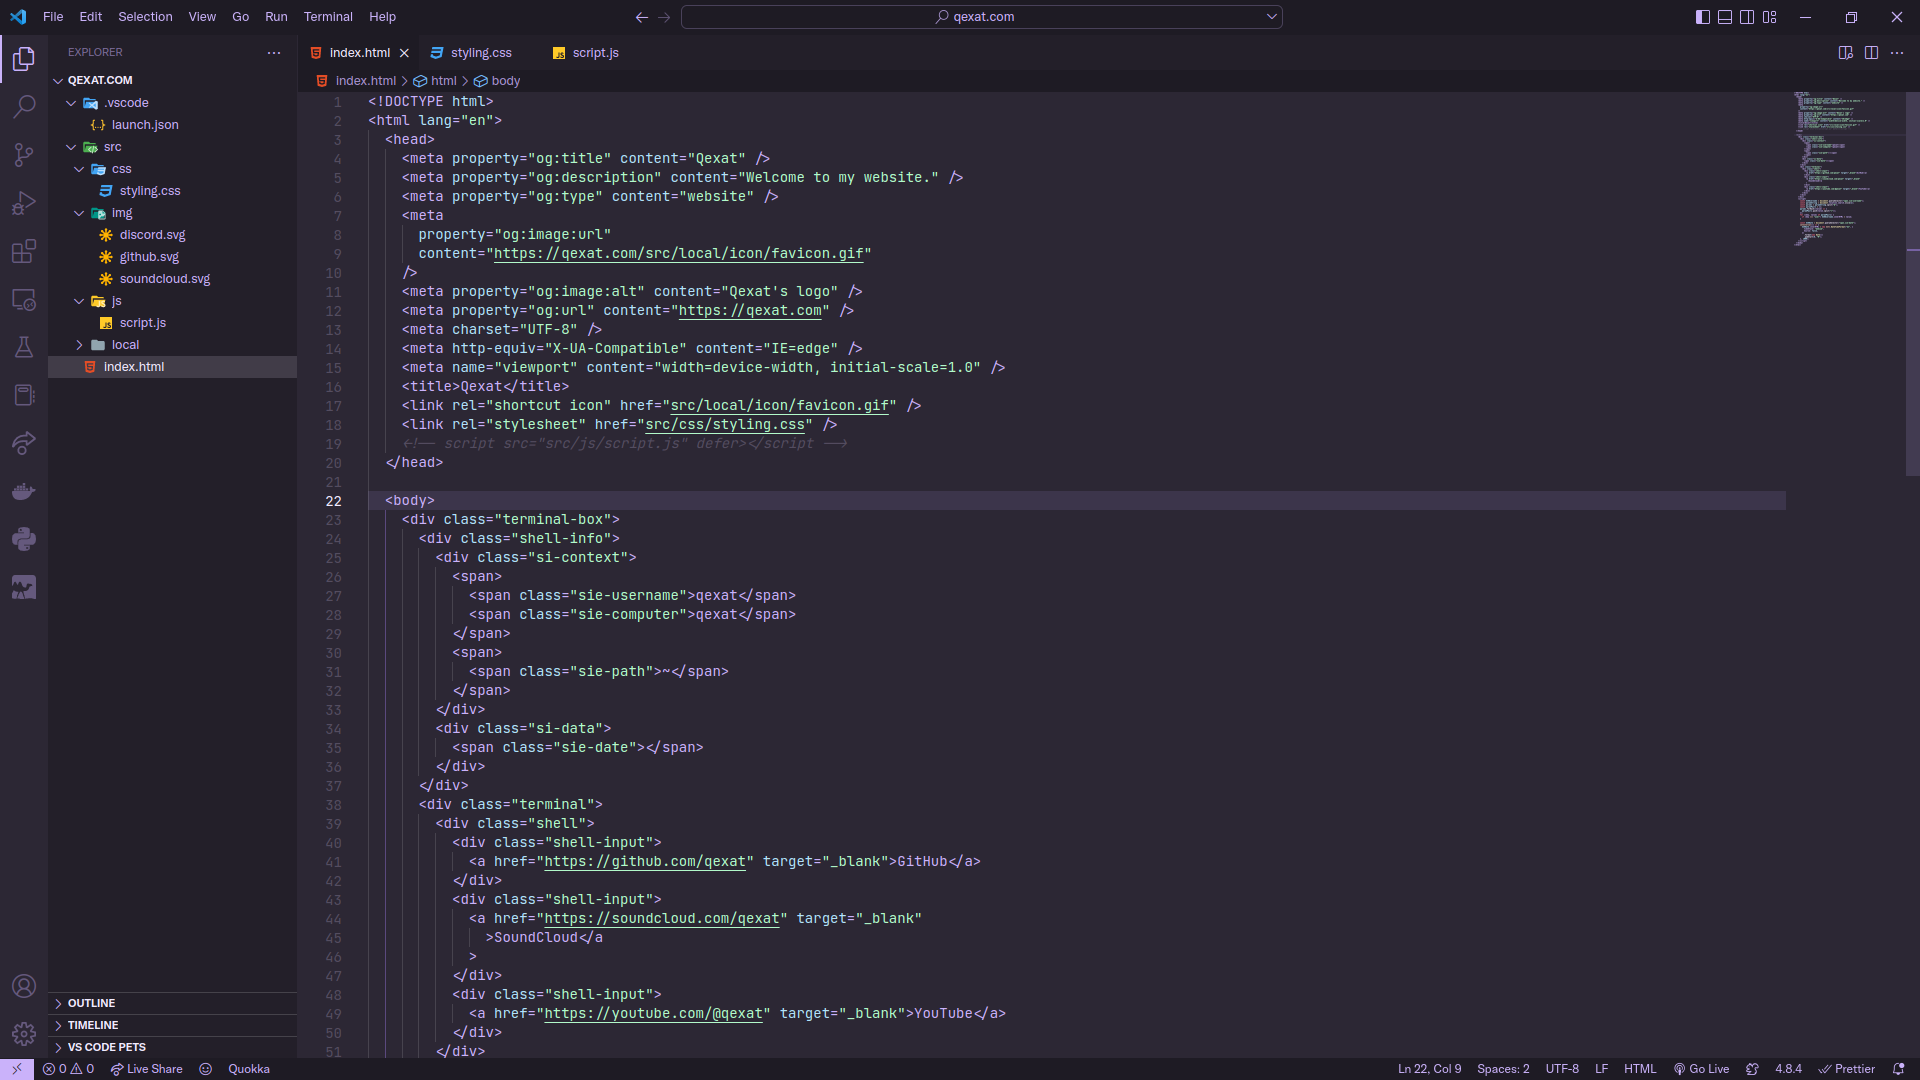 File Edit Selection View Go Run Terminal Help
qexat.com
EXPLORER
QEXAT.COM
.vscode
launch.json
src
css
styling.css
img
discord.svg
github.svg
soundcloud.svg
js
script.js
local
index.html
OUTLINE
TIMELINE
VS CODE PETS
index.html styling.css script.js
index.html > html > body
1 <!DOCTYPE html>
2 <html lang="en">
3 <head>
4 <meta property="og:title" content="Qexat" />
5 <meta property="og:description" content="Welcome to my website." />
6 <meta property="og:type" content="website" />
7 <meta
8 property="og:image:url"
9 content="https://qexat.com/src/local/icon/favicon.gif"
10 />
11 <meta property="og:image:alt" content="Qexat's logo" />
12 <meta property="og:url" content="https://qexat.com" />
13 <meta charset="UTF-8" />
14 <meta http-equiv="X-UA-Compatible" content="IE=edge" />
15 <meta name="viewport" content="width=device-width, initial-scale=1.0" />
16 <title>Qexat</title>
17 <link rel="shortcut icon" href="src/local/icon/favicon.gif" />
18 <link rel="stylesheet" href="src/css/styling.css" />
19 <!-- script src="src/js/script.js" defer></script -->
20 </head>
21
22 <body>
23 <div class="terminal-box">
24 <div class="shell-info">
25 <div class="si-context">
26 <span>
27 <span class="sie-username">qexat</span>
28 <span class="sie-computer">qexat</span>
29 </span>
30 <span>
31 <span class="sie-path">~</span>
32 </span>
33 </div>
34 <div class="si-data">
35 <span class="sie-date"></span>
36 </div>
37 </div>
38 <div class="terminal">
39 <div class="shell">
40 <div class="shell-input">
41 <a href="https://github.com/qexat" target="_blank">GitHub</a>
42 </div>
43 <div class="shell-input">
44 <a href="https://soundcloud.com/qexat" target="_blank"
45 >SoundCloud</a
46 >
47 </div>
48 <div class="shell-input">
49 <a href="https://youtube.com/@qexat" target="_blank">YouTube</a>
50 </div>
51 </div>
0 0 Live Share Quokka Ln 22, Col 9 Spaces: 2 UTF-8 LF HTML Go Live 4.8.4 Prettier